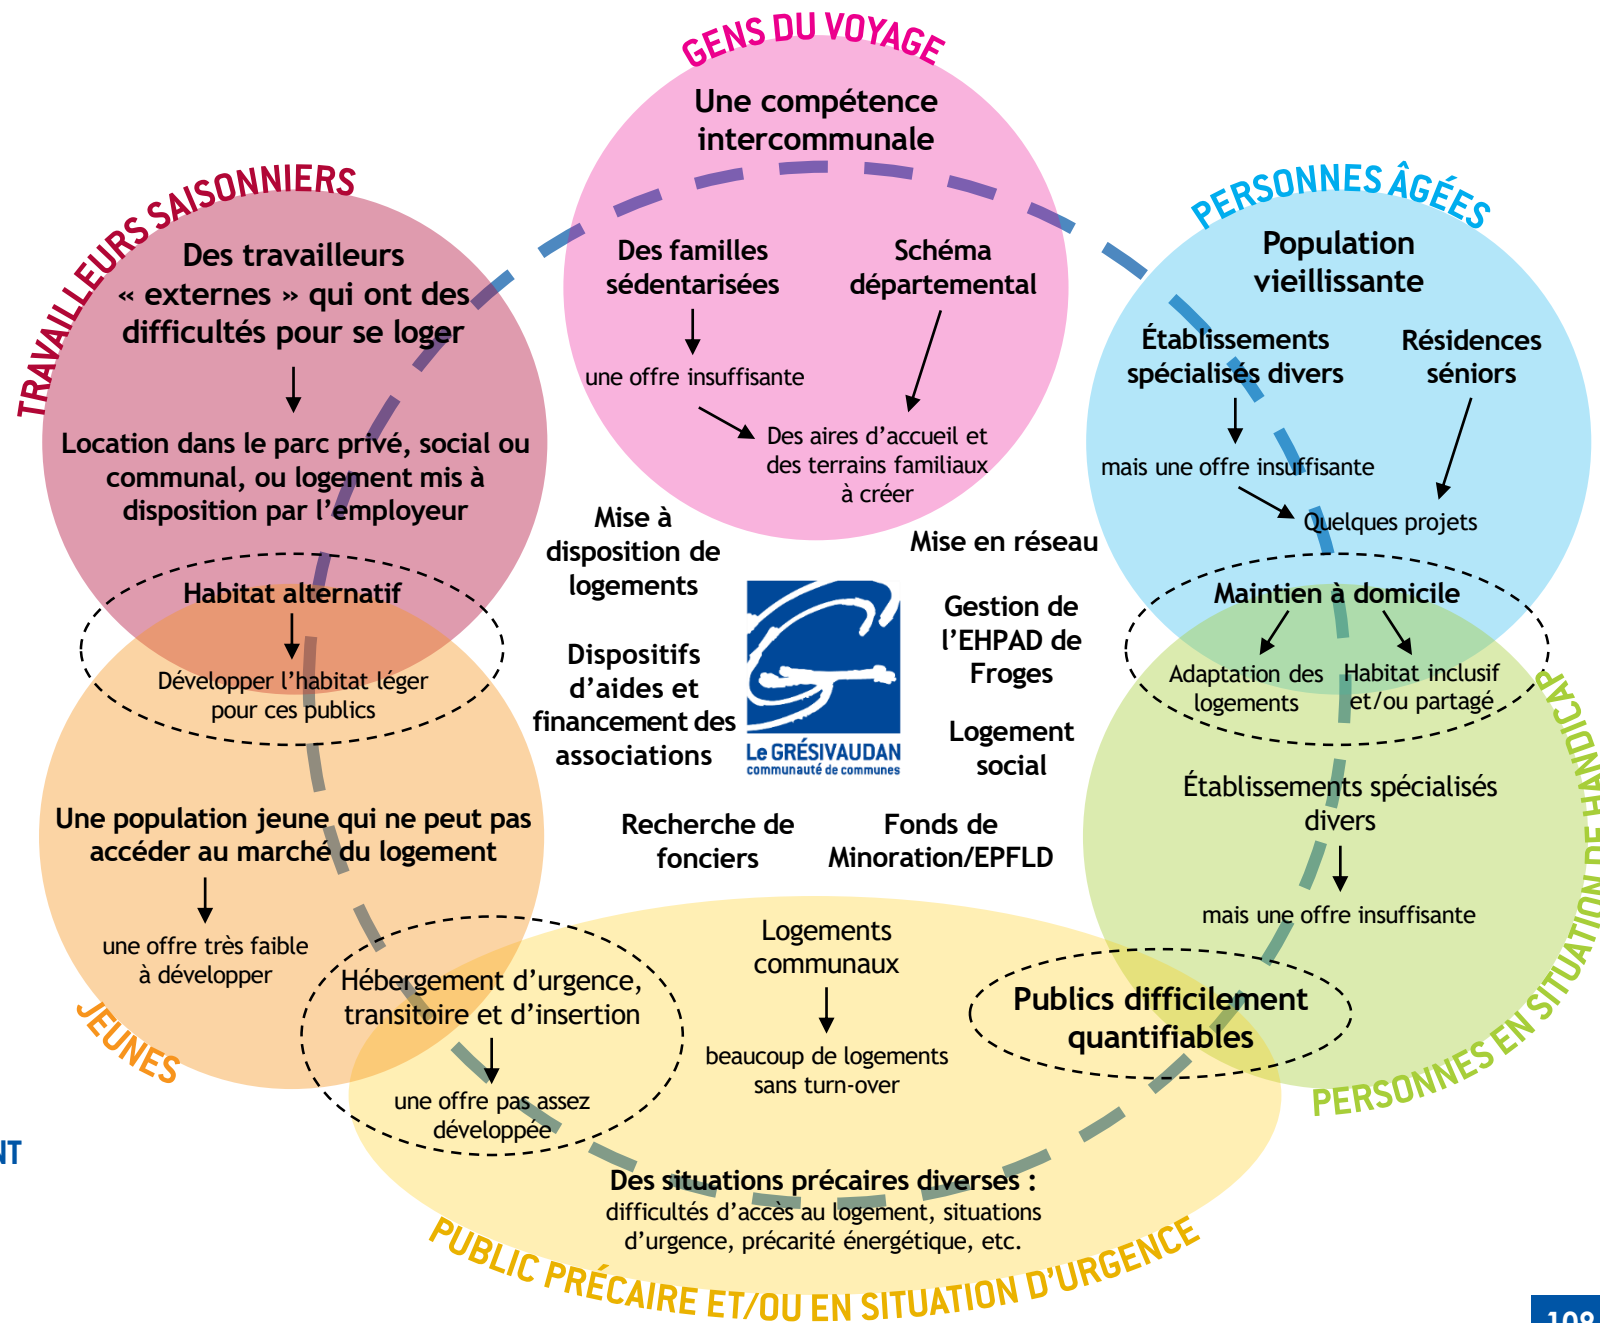 GENS DU VOYAGE
Une compétence
intercommunale
Des familles
sédentarisées
Schéma
départemental
une offre insuffisante
Des aires d’accueil et
des terrains familiaux
à créer
TRAVAILLEURS SAISONNIERS
Des travailleurs
« externes » qui ont des
difficultés pour se loger
Location dans le parc privé, social ou
communal, ou logement mis à
disposition par l’employeur
Habitat alternatif
Développer l’habitat léger
pour ces publics
PERSONNES ÂGÉES
Population
vieillissante
Établissements
spécialisés divers
Résidences
séniors
mais une offre insuffisante
Quelques projets
Maintien à domicile
Adaptation des
logements
Habitat inclusif
et/ou partagé
Mise à
disposition de
logements
Mise en réseau
Gestion de
l’EHPAD de
Froges
Dispositifs
d’aides et
financement des
associations
Le GRÉSIVAUDAN
communauté de communes
Logement
social
Recherche de
fonciers
Fonds de
Minoration/EPFLD
Une population jeune qui ne peut pas
accéder au marché du logement
une offre très faible
à développer
JEUNES
Établissements spécialisés
divers
mais une offre insuffisante
PERSONNES EN SITUATION DE HANDICAP
Hébergement d’urgence,
transitoire et d’insertion
une offre pas assez
développée
Logements
communaux
beaucoup de logements
sans turn-over
Publics difficilement
quantifiables
Des situations précaires diverses :
difficultés d’accès au logement, situations
d’urgence, précarité énergétique, etc.
PUBLIC PRÉCAIRE ET/OU EN SITUATION D’URGENCE
NT